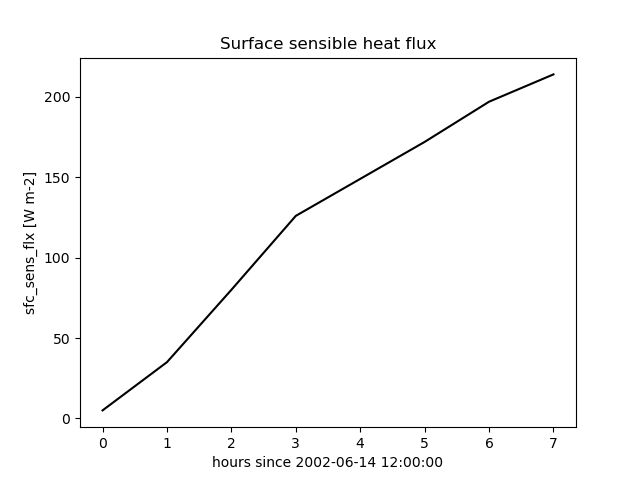 Surface sensible heat flux
sfc_sens_flx [W m-2]
200
150
100
50
0
0 1 2 3 4 5 6 7
hours since 2002-06-14 12:00:00